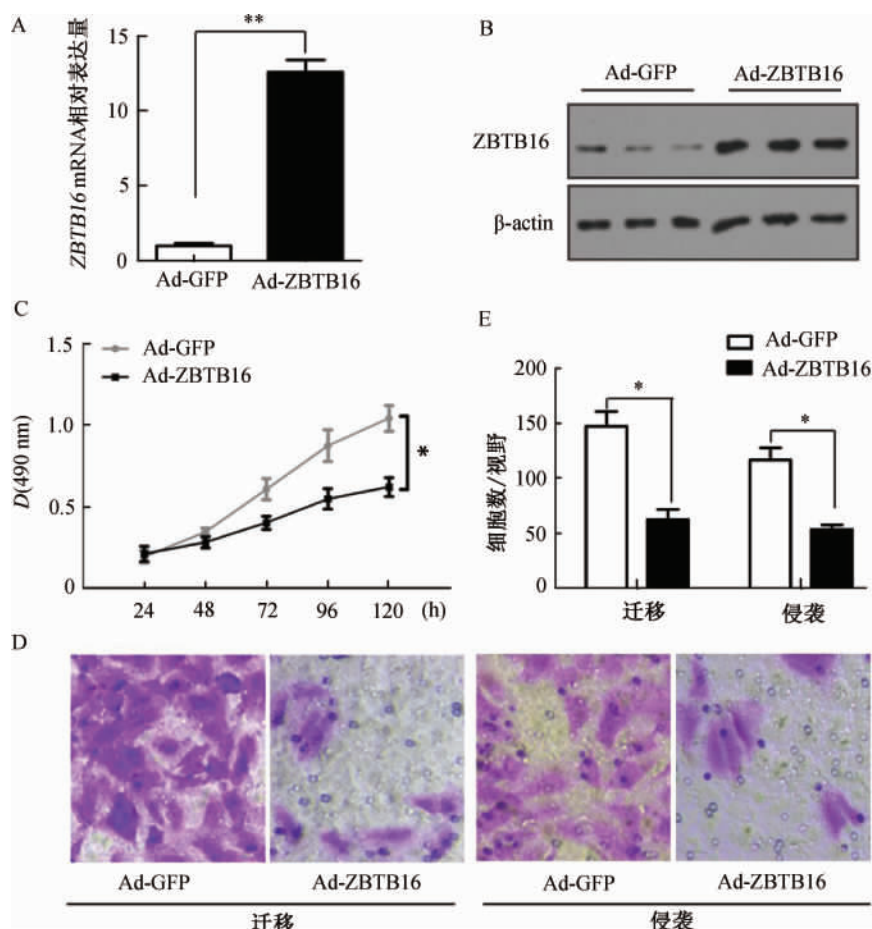 A
**
ZBTB16 mRNA相对表达量
15
10
5
0
Ad-GFP Ad-ZBTB16
B
Ad-GFP Ad-ZBTB16
ZBTB16
β-actin
C
1.5
1.0
0.5
0
D(490 nm)
Ad-GFP
Ad-ZBTB16
*
24 48 72 96 120 (h)
E
Ad-GFP
Ad-ZBTB16
200
150
100
50
0
细胞数/视野
* *
迁移 侵袭
D
Ad-GFP Ad-ZBTB16 Ad-GFP Ad-ZBTB16
迁移 侵袭